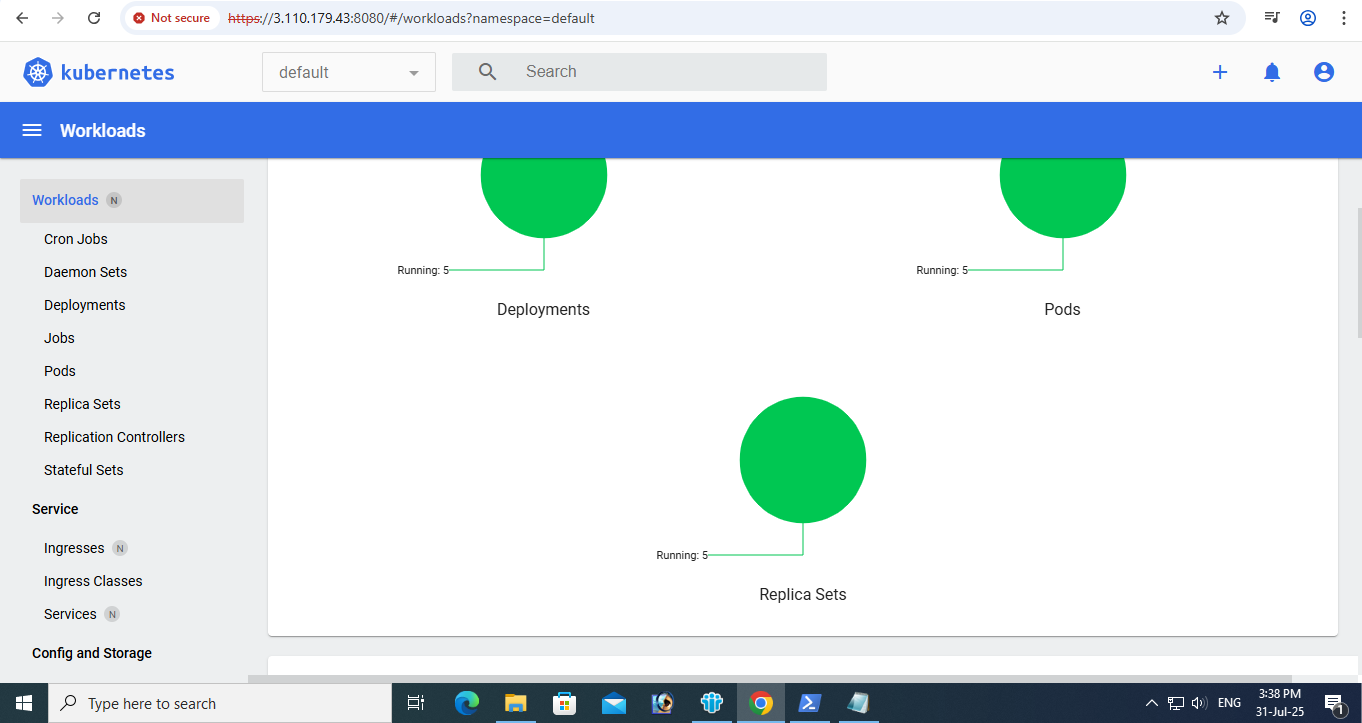 Not secure https://3.110.179.43:8080/#/workloads?namespace=default
kubernetes default Search
Workloads
Workloads N
Cron Jobs
Daemon Sets
Deployments
Jobs
Pods
Replica Sets
Replication Controllers
Stateful Sets
Service
Ingresses N
Ingress Classes
Services N
Config and Storage
Running: 5
Deployments
Running: 5
Pods
Running: 5
Replica Sets
Type here to search
ENG
3:38 PM
31-Jul-25
1